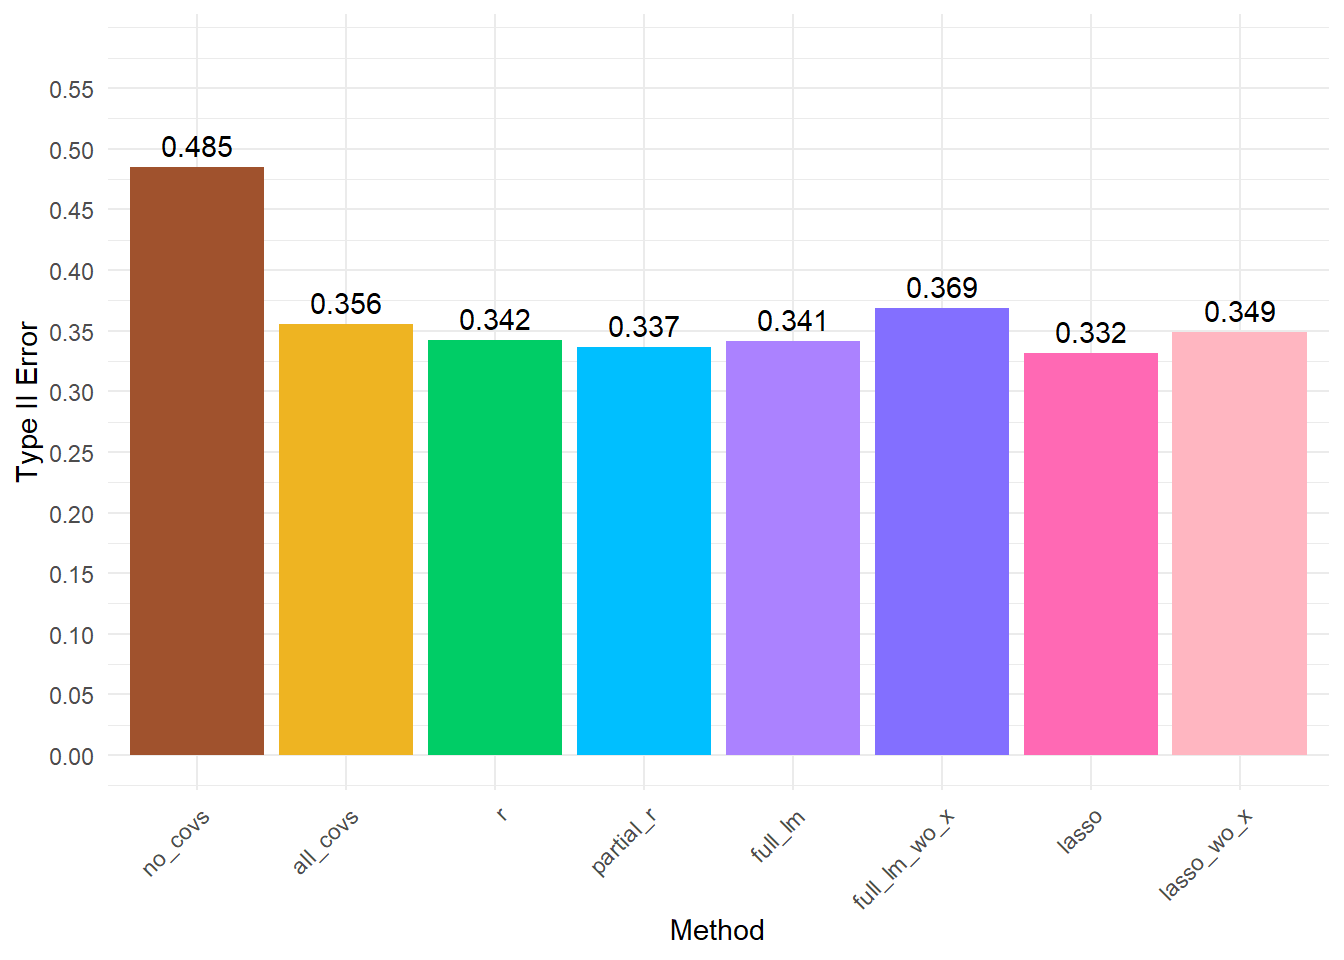 0.55
0.50
0.45
0.40
0.35
0.30
0.25
0.20
0.15
0.10
0.05
0.00
Type II Error
0.485
0.356
0.342
0.337
0.341
0.369
0.332
0.349
no_covs
all_covs
r
partial_r
full_lm
full_lm_wo_x
lasso
lasso_wo_x
Method